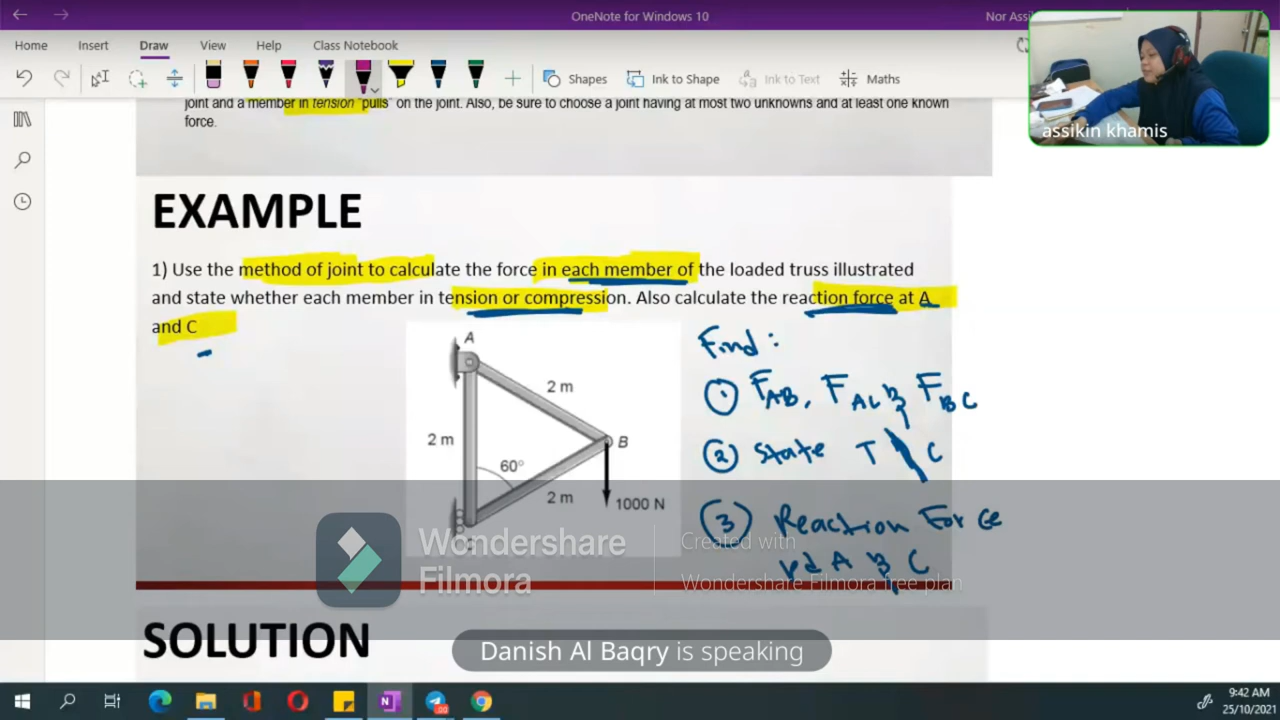 OneNote for Windows 10
Nor Assi
Home Insert Draw View Help Class Notebook
Shapes Ink to Shape Ink to Text Maths
joint and a member in tension "pulls" on the joint. Also, be sure to choose a joint having at most two unknowns and at least one known
force.
assikin khamis
EXAMPLE
1) Use the method of joint to calculate the force in each member of the loaded truss illustrated
and state whether each member in tension or compression. Also calculate the reaction force at A
and C
A
2 m
2 m
B
60°
2 m
1000 N
Find:
① FAB, FAC & FBC
② State T \ C
③ Reaction Force
at A & C
Wondershare
Filmora
Created with
Wondershare Filmora free plan
SOLUTION
Danish Al Baqry is speaking
9:42 AM
25/10/2021